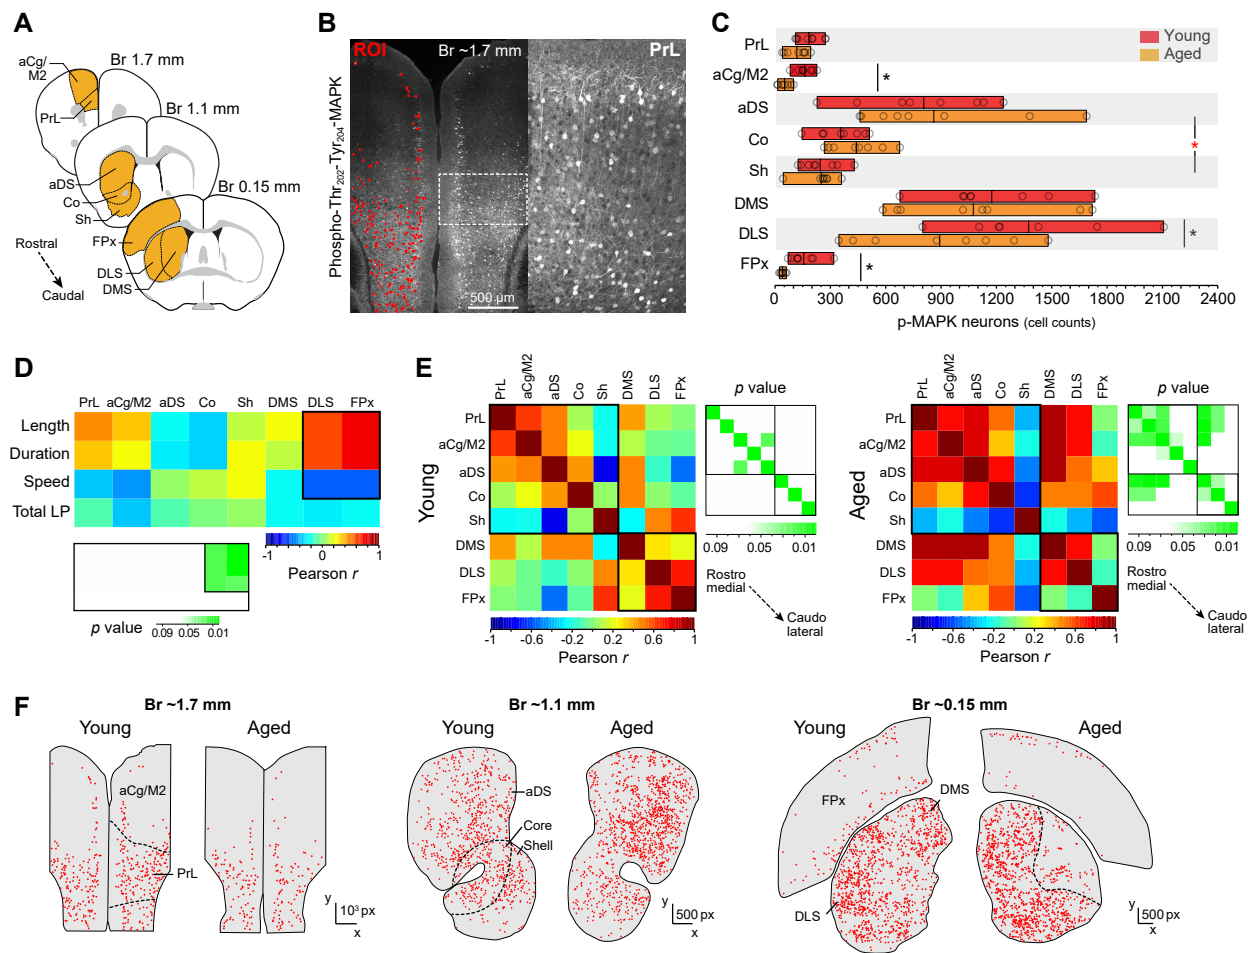 A
aCg/
M2
Br 1.7 mm
PrL
Br 1.1 mm
aDS
Co
Sh
Br 0.15 mm
FPx
Rostral
Caudal
DLS
DMS
B
Phospho-Thr202-Tyr204-MAPK
ROI
Br ~1.7 mm
PrL
500 µm
C
Young
Aged
PrL
aCg/M2
*
aDS
Co
*
Sh
DMS
DLS
*
FPx
*
0 300 600 900 1200 1500 1800 2100 2400
p-MAPK neurons (cell counts)
D
PrL aCg/M2 aDS Co Sh DMS DLS FPx
Length
Duration
Speed
Total LP
-1 0 1
Pearson r
p value
0.09 0.05 0.01
E
Young
PrL aCg/M2 aDS Co Sh DMS DLS FPx
PrL
aCg/M2
aDS
Co
Sh
DMS
DLS
FPx
-1 -0.6 -0.2 0.2 0.6 1
Pearson r
p value
0.09 0.05 0.01
Rostro
medial
Caudo
lateral
Aged
PrL aCg/M2 aDS Co Sh DMS DLS FPx
PrL
aCg/M2
aDS
Co
Sh
DMS
DLS
FPx
-1 -0.6 -0.2 0.2 0.6 1
Pearson r
p value
0.09 0.05 0.01
Rostro
medial
Caudo
lateral
F
Br ~1.7 mm
Young Aged
aCg/M2
PrL
y
10³ px
x
Br ~1.1 mm
Young Aged
aDS
Core
Shell
y
500 px
x
Br ~0.15 mm
Young Aged
FPx
DMS
DLS
y
500 px
x